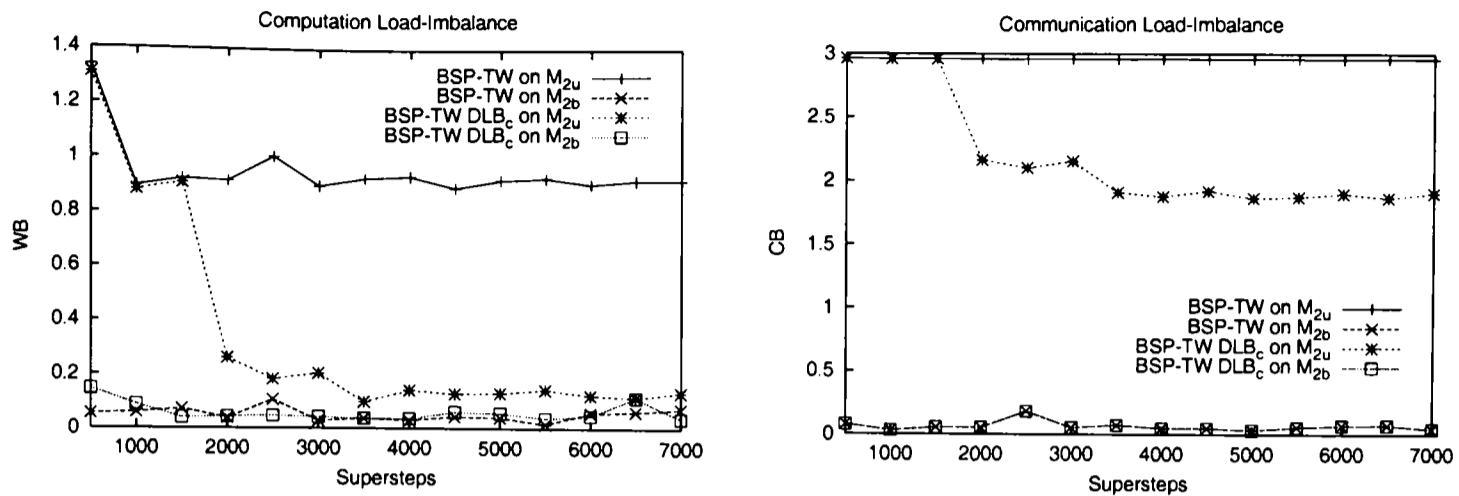 Computation Load-Imbalance
1.4
1.2
1
0.8
0.6
0.4
0.2
0
WB
BSP-TW on M2u
BSP-TW on M2b
BSP-TW DLBc on M2u
BSP-TW DLBc on M2b
1000 2000 3000 4000 5000 6000 7000
Supersteps
Communication Load-Imbalance
3
2.5
2
1.5
1
0.5
0
CB
BSP-TW on M2u
BSP-TW on M2b
BSP-TW DLBc on M2u
BSP-TW DLBc on M2b
1000 2000 3000 4000 5000 6000 7000
Supersteps